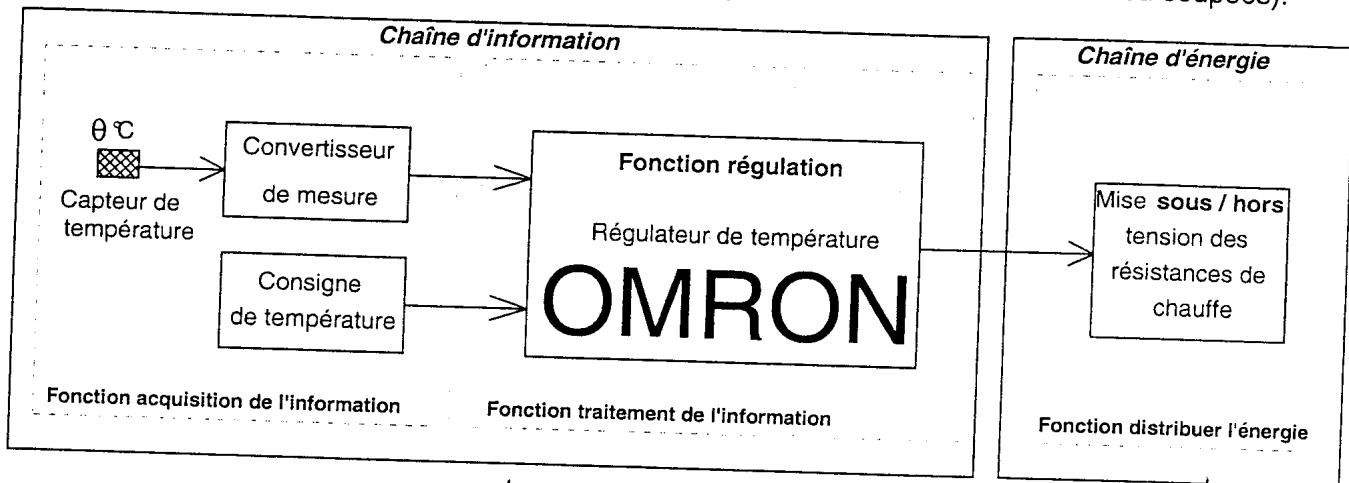 Chaîne d'information
Chaîne d'énergie
θ °C
Capteur de
température
Convertisseur
de mesure
Consigne
de température
Fonction régulation
Régulateur de température
OMRON
Mise sous / hors
tension des
résistances de
chauffe
Fonction acquisition de l'information
Fonction traitement de l'information
Fonction distribuer l'énergie